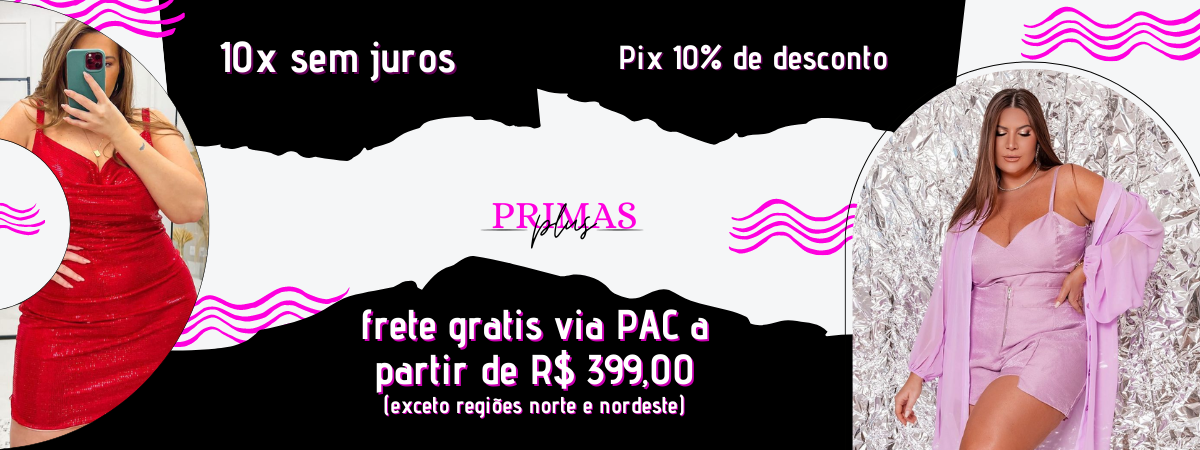 10x sem juros
Pix 10% de desconto
PRIMAS
plus
frete gratis via PAC a
partir de R$ 399,00
(exceto regiões norte e nordeste)